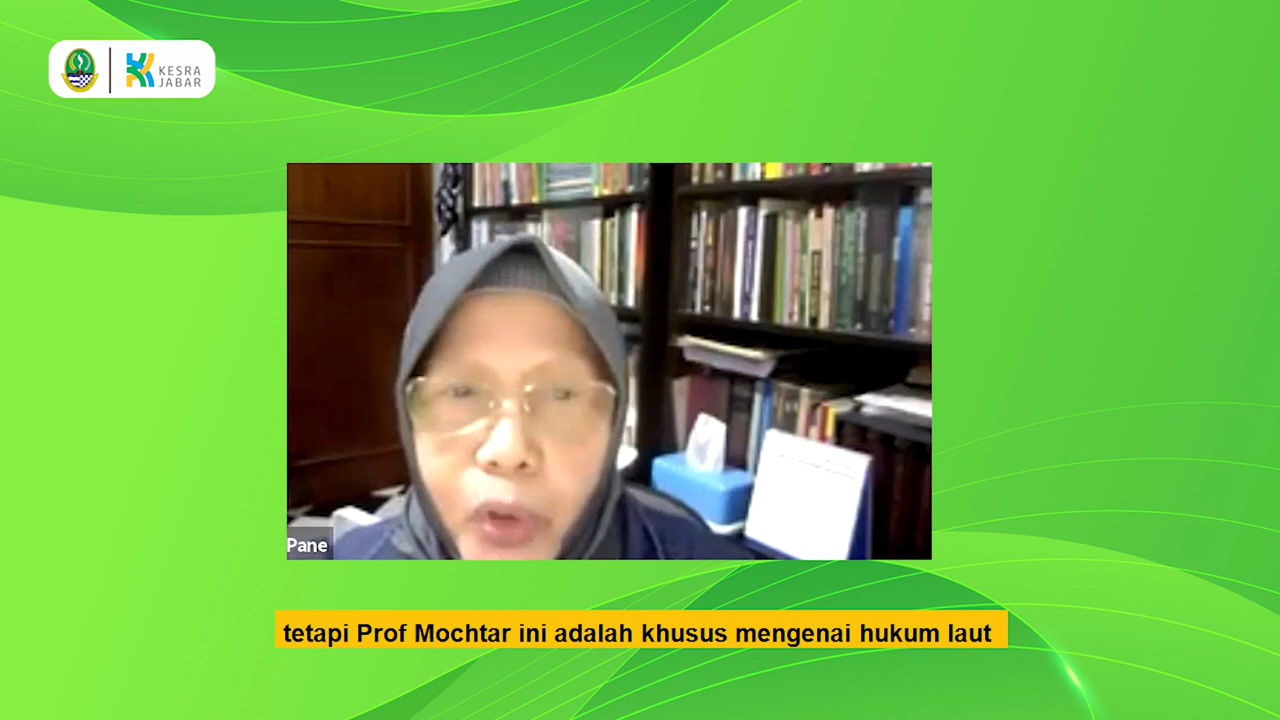 KESRA
JABAR
Pane
tetapi Prof Mochtar ini adalah khusus mengenai hukum laut